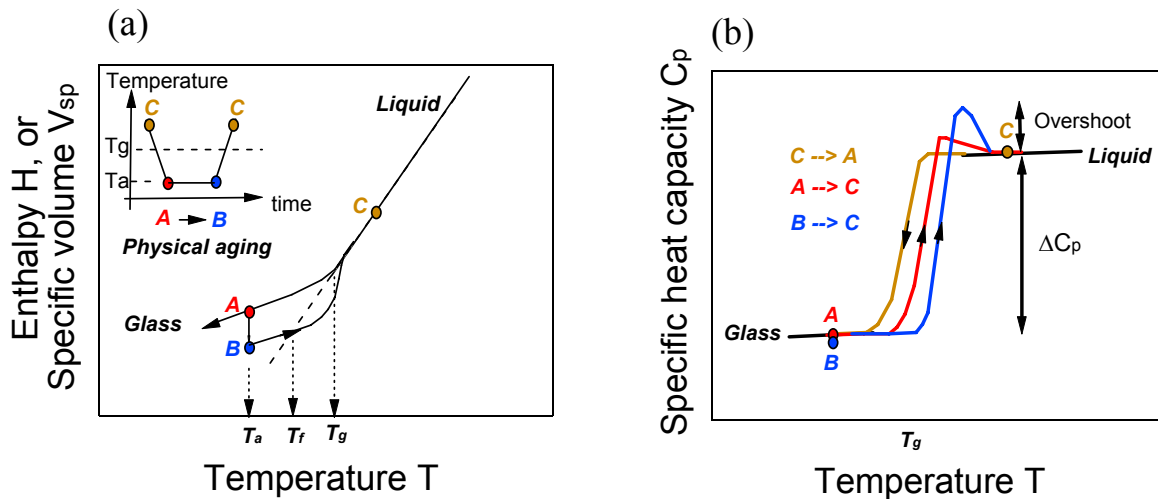 (a)
Enthalpy H, or
Specific volume Vsp
Temperature
C
C
Tg
Ta
time
A
B
Physical aging
Liquid
C
A
Glass
B
Ta
Tf
Tg
Temperature T
(b)
Specific heat capacity Cp
C
Overshoot
Liquid
C --> A
A --> C
B --> C
ΔCp
A
Glass
B
Tg
Temperature T